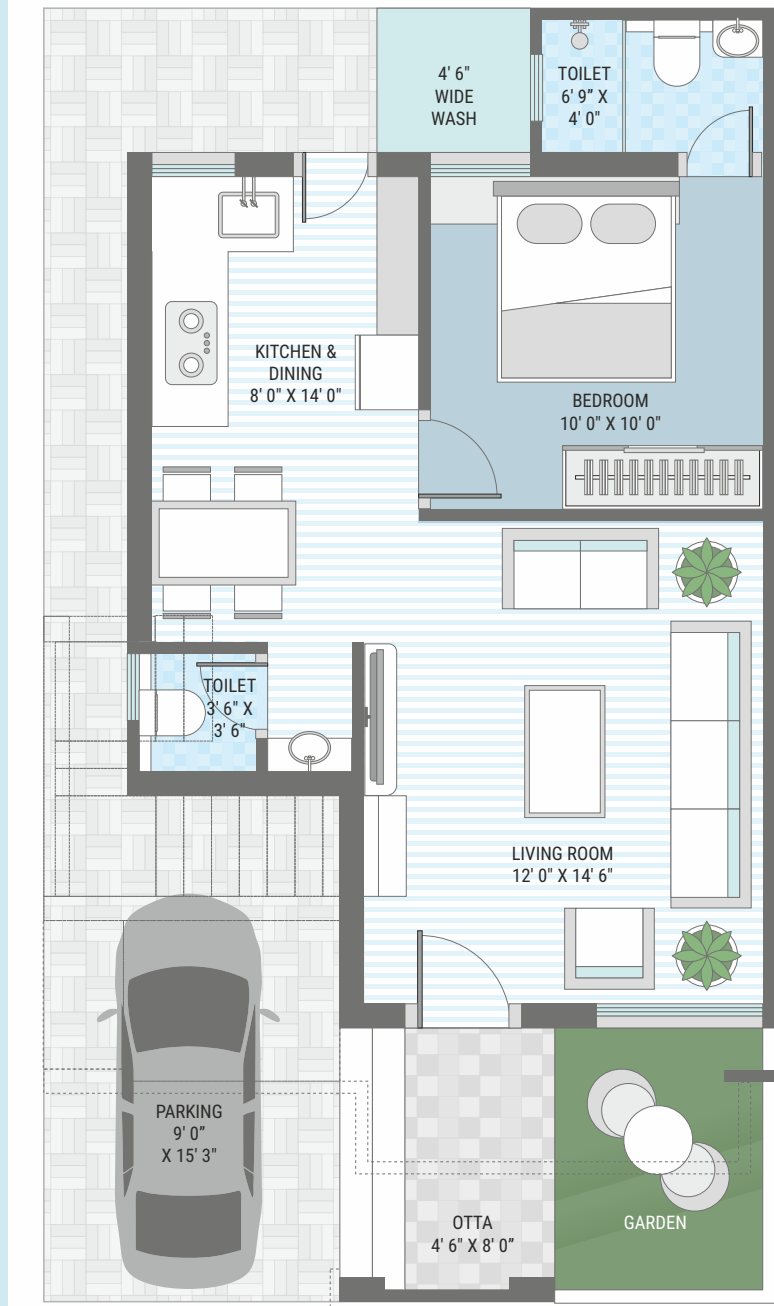 4' 6"
WIDE
WASH
TOILET
6' 9” X
4' 0"
KITCHEN &
DINING
8' 0" X 14' 0"
BEDROOM
10' 0" X 10' 0"
TOILET
3' 6" X
3' 6"
LIVING ROOM
12' 0" X 14' 6"
PARKING
9' 0”
X 15' 3"
OTTA
4' 6" X 8' 0”
GARDEN